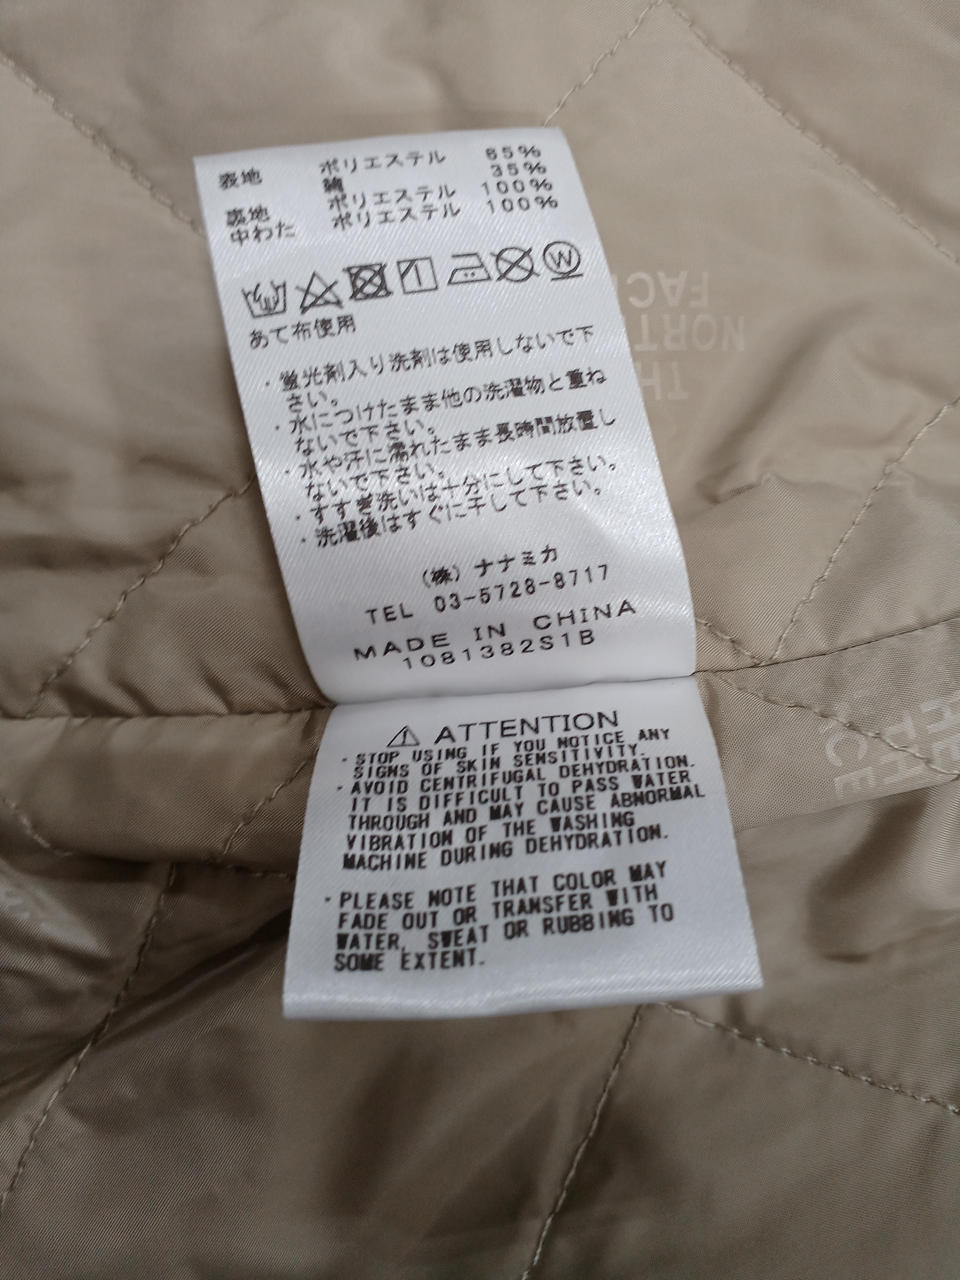 表地 ポリエステル 65%
綿 35%
裏地 ポリエステル 100%
中わた ポリエステル 100%
W
あて布使用
・蛍光剤入り洗剤は使用しないで下
さい。
・水につけたまま他の洗濯物と重ね
ないで下さい。
・水や汗に濡れたまま長時間放置し
ないで下さい。
・すすぎ洗いは十分にして下さい。
・洗濯後はすぐに干して下さい。
(株) ナナミカ
TEL 03-5728-8717
MADE IN CHINA
1081382S1B
⚠ ATTENTION
・STOP USING IF YOU NOTICE ANY
SIGNS OF SKIN SENSITIVITY.
・AVOID CENTRIFUGAL DEHYDRATION.
IT IS DIFFICULT TO PASS WATER
THROUGH AND MAY CAUSE ABNORMAL
VIBRATION OF THE WASHING
MACHINE DURING DEHYDRATION.
・PLEASE NOTE THAT COLOR MAY
FADE OUT OR TRANSFER WITH
WATER, SWEAT OR RUBBING TO
SOME EXTENT.
TH
NORT
FAC